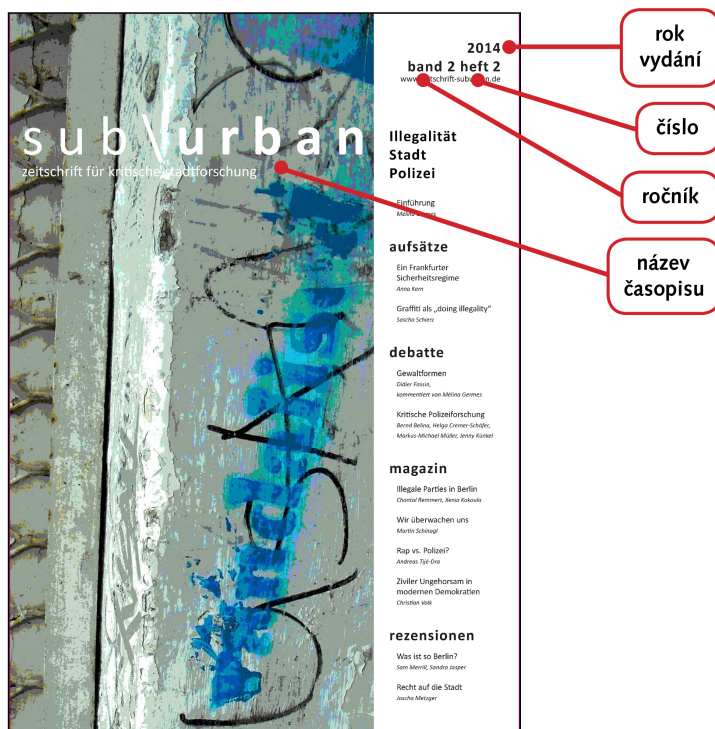 2014
band 2 heft 2
www.zeitschrift-suburban.de
sub\urban
zeitschrift für kritische stadtforschung
Illegalität
Stadt
Polizei
Einführung
Mélina Germes
aufsätze
Ein Frankfurter
Sicherheitsregime
Anna Kern
Graffiti als „doing illegality“
Sascha Schierz
debatte
Gewaltformen
Didier Fassin,
kommentiert von Mélina Germes
Kritische Polizeiforschung
Bernd Belina, Helga Cremer-Schäfer,
Markus-Michael Müller, Jenny Künkel
magazin
Illegale Parties in Berlin
Chantal Remmert, Xenia Kokoula
Wir überwachen uns
Martin Schinagl
Rap vs. Polizei?
Andreas Tijé-Dra
Ziviler Ungehorsam in
modernen Demokratien
Christian Volk
rezensionen
Was ist so Berlin?
Sam Merrill, Sandra Jasper
Recht auf die Stadt
Joscha Metzger
rok
vydání
číslo
ročník
název
časopisu